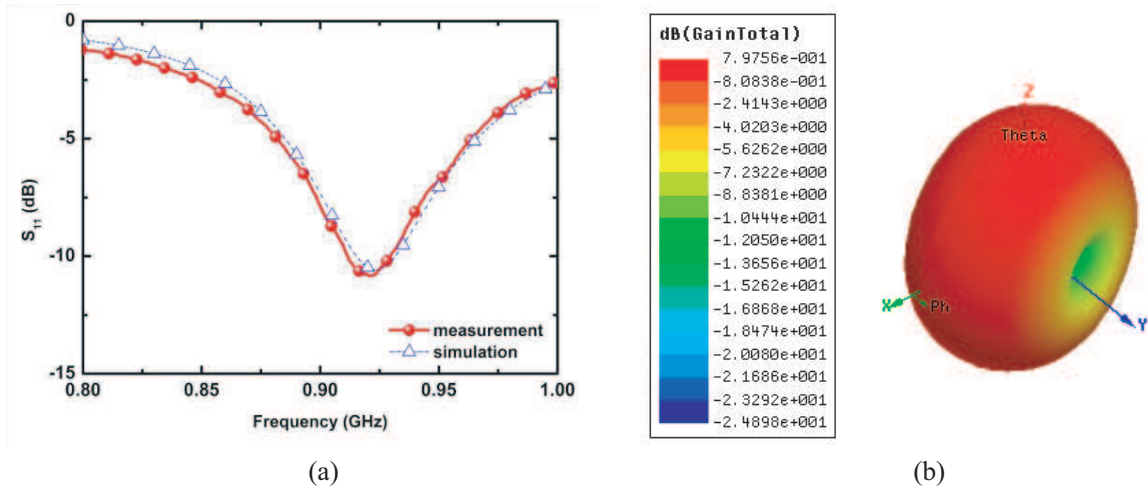 0
-5
-10
-15
S11 (dB)
0.80 0.85 0.90 0.95 1.00
Frequency (GHz)
measurement
simulation
(a)
dB(GainTotal)
7.9756e-001
-8.0838e-001
-2.4143e+000
-4.0203e+000
-5.6262e+000
-7.2322e+000
-8.8381e+000
-1.0444e+001
-1.2050e+001
-1.3656e+001
-1.5262e+001
-1.6868e+001
-1.8474e+001
-2.0080e+001
-2.1686e+001
-2.3292e+001
-2.4898e+001
Z
Theta
X
Ph
Y
(b)